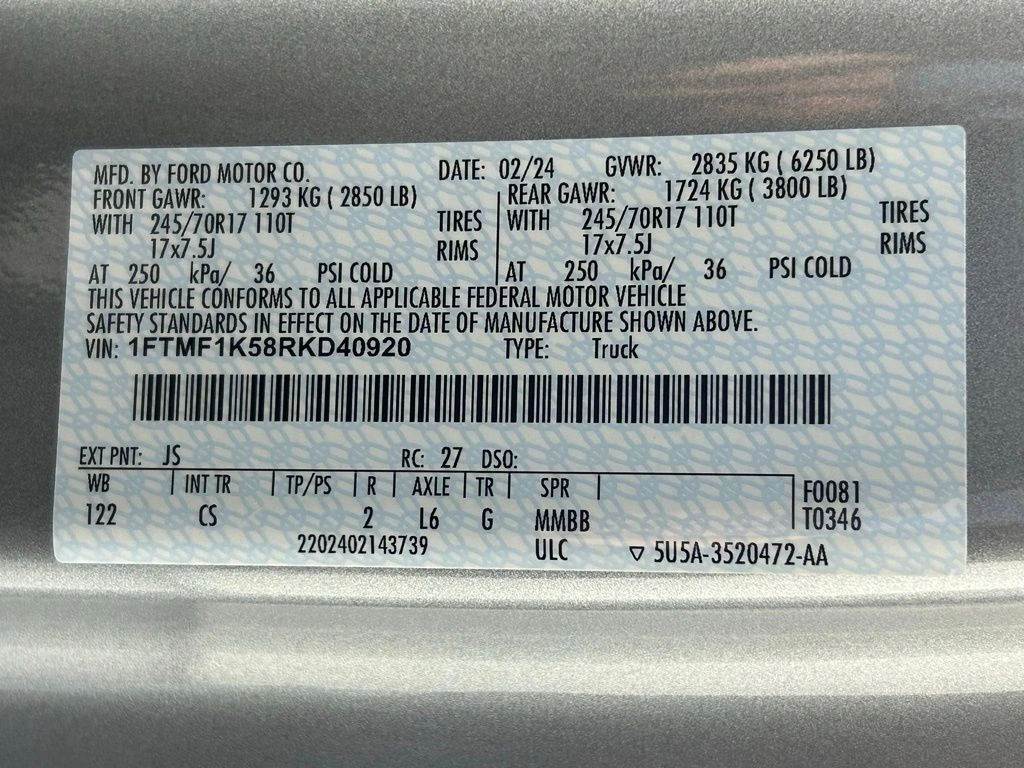 MFD. BY FORD MOTOR CO. DATE: 02/24 GVWR: 2835 KG ( 6250 LB)
FRONT GAWR: 1293 KG ( 2850 LB) REAR GAWR: 1724 KG ( 3800 LB)
WITH 245/70R17 110T TIRES WITH 245/70R17 110T TIRES
17x7.5J RIMS 17x7.5J RIMS
AT 250 kPa/ 36 PSI COLD AT 250 kPa/ 36 PSI COLD
THIS VEHICLE CONFORMS TO ALL APPLICABLE FEDERAL MOTOR VEHICLE
SAFETY STANDARDS IN EFFECT ON THE DATE OF MANUFACTURE SHOWN ABOVE.
VIN: 1FTMF1K58RKD40920 TYPE: Truck
EXT PNT: JS RC: 27 DSO:
WB INT TR TP/PS R AXLE TR SPR F0081
122 CS 2 L6 G MMBB T0346
2202402143739 ULC ▽ 5U5A-3520472-AA